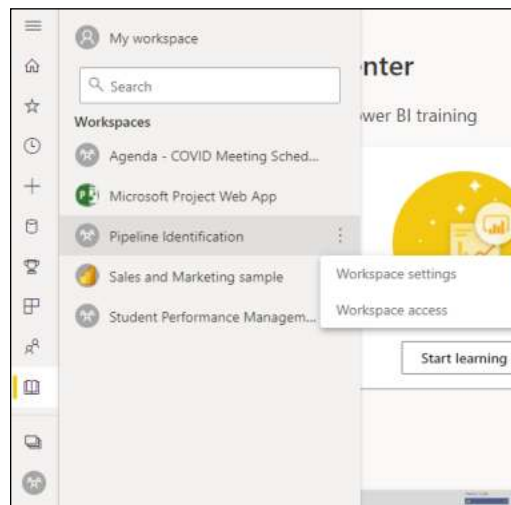 My workspace
nter
Search
wer BI training
Workspaces
Agenda - COVID Meeting Sched...
Microsoft Project Web App
Pipeline Identification
Sales and Marketing sample
Workspace settings
Workspace access
Student Performance Managem...
Start learning